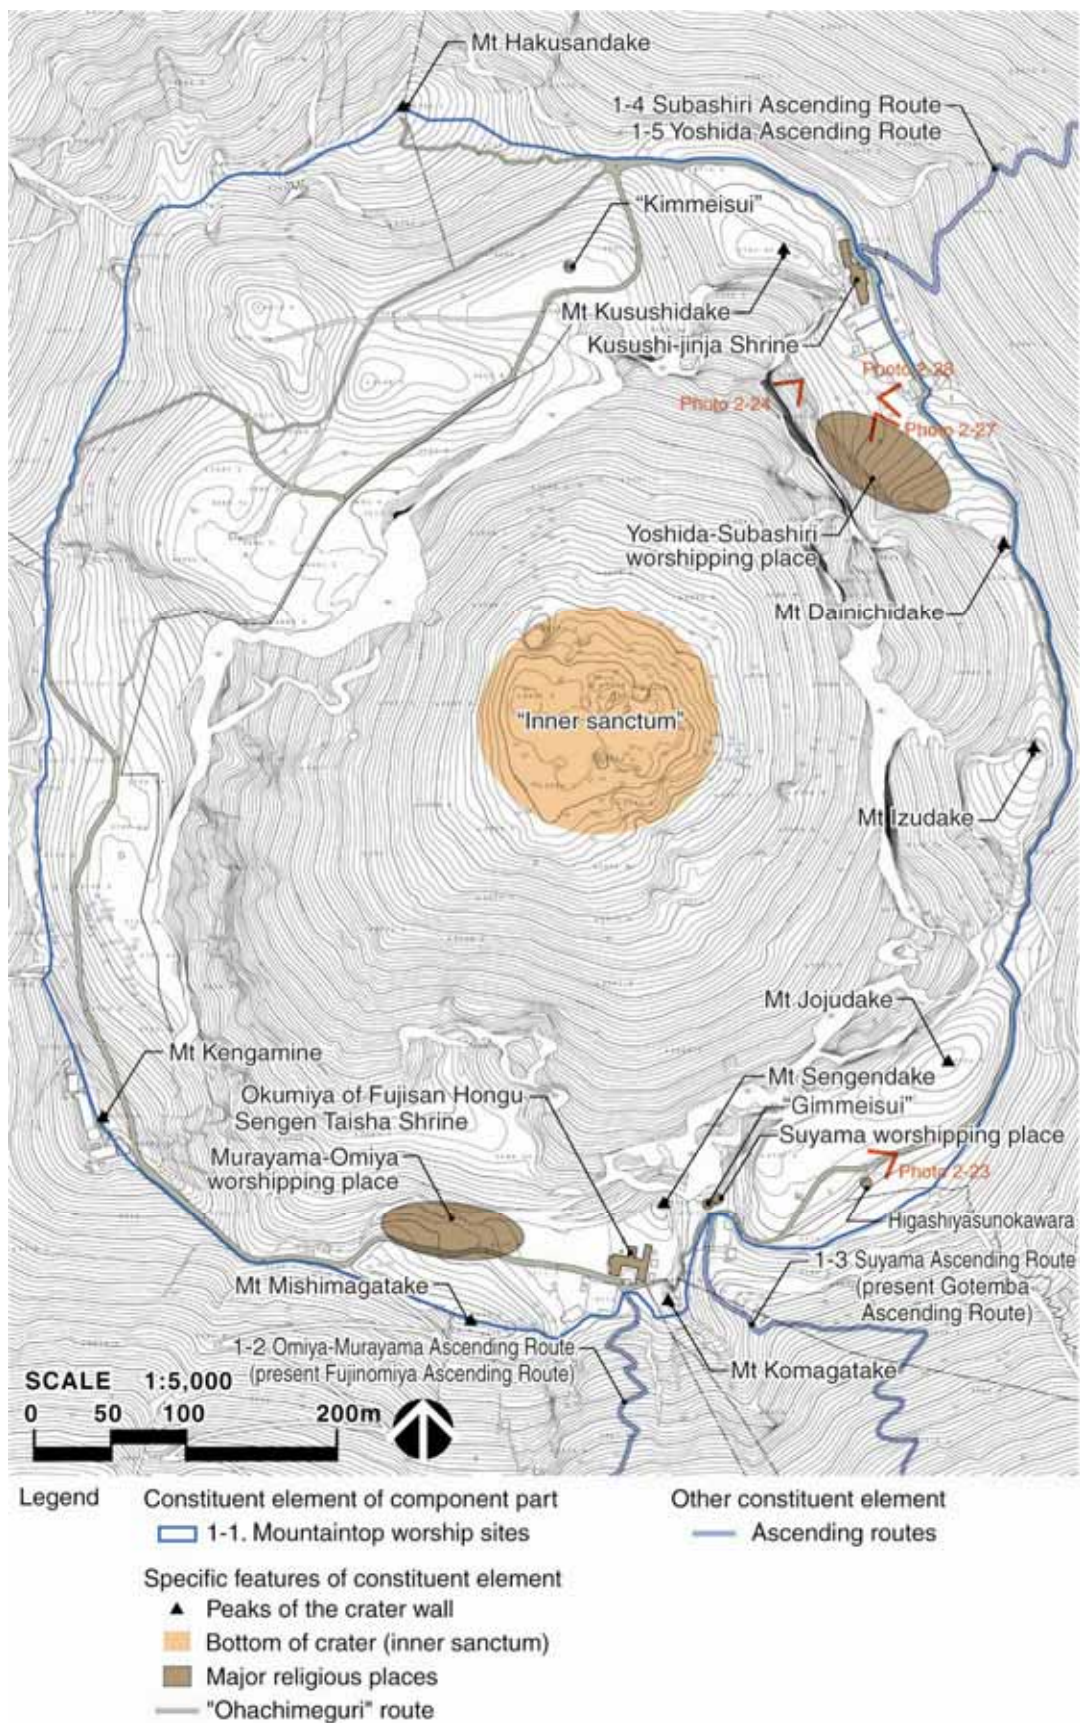 Mt Hakusandake
1-4 Subashiri Ascending Route
1-5 Yoshida Ascending Route
“Kimmeisui”
Mt Kusushidake
Kusushi-jinja Shrine
Photo 2-28
Photo 2-24
Photo 2-27
Yoshida-Subashiri
worshipping place
Mt Dainichidake
“Inner sanctum”
Mt Izudake
Mt Jojudake
Mt Kengamine
Mt Sengendake
Okumiya of Fujisan Hongu
Sengen Taisha Shrine
“Gimmeisui”
Suyama worshipping place
Murayama-Omiya
worshipping place
Photo 2-23
Higashiyasunokawara
1-3 Suyama Ascending Route
(present Gotemba
Ascending Route)
Mt Mishimagatake
1-2 Omiya-Murayama Ascending Route
(present Fujinomiya Ascending Route)
Mt Komagatake
SCALE 1:5,000
0 50 100 200m
Legend
Constituent element of component part
1-1. Mountaintop worship sites
Other constituent element
Ascending routes
Specific features of constituent element
Peaks of the crater wall
Bottom of crater (inner sanctum)
Major religious places
"Ohachimeguri" route